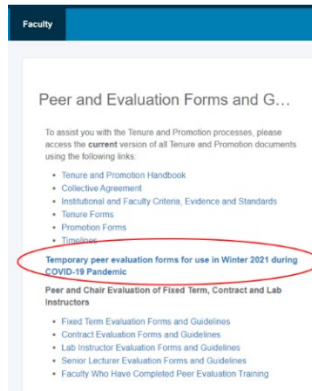 Faculty
Peer and Evaluation Forms and G...
To assist you with the Tenure and Promotion processes, please
access the current version of all Tenure and Promotion documents
using the following links:
Tenure and Promotion Handbook
Collective Agreement
Institutional and Faculty Criteria, Evidence and Standards
Tenure Forms
Promotion Forms
Timelines
Temporary peer evaluation forms for use in Winter 2021 during
COVID-19 Pandemic
Peer and Chair Evaluation of Fixed Term, Contract and Lab
Instructors
Fixed Term Evaluation Forms and Guidelines
Contract Evaluation Forms and Guidelines
Lab Instructor Evaluation Forms and Guidelines
Senior Lecturer Evaluation Forms and Guidelines
Faculty Who Have Completed Peer Evaluation Training